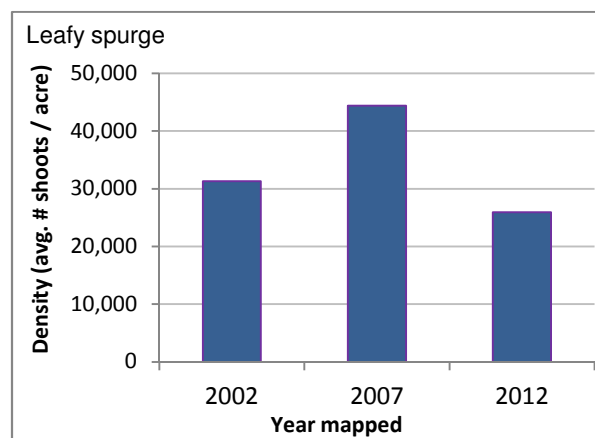 Leafy spurge
Density (avg. # shoots / acre)
50,000
40,000
30,000
20,000
10,000
0
2002 2007 2012
Year mapped